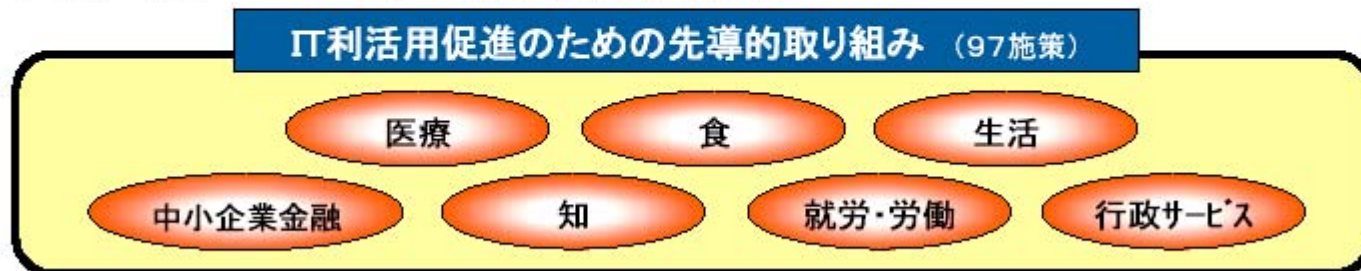 IT利活用促進のための先導的取り組み （97施策）
医療 食 生活
中小企業金融 知 就労・労働 行政サービス